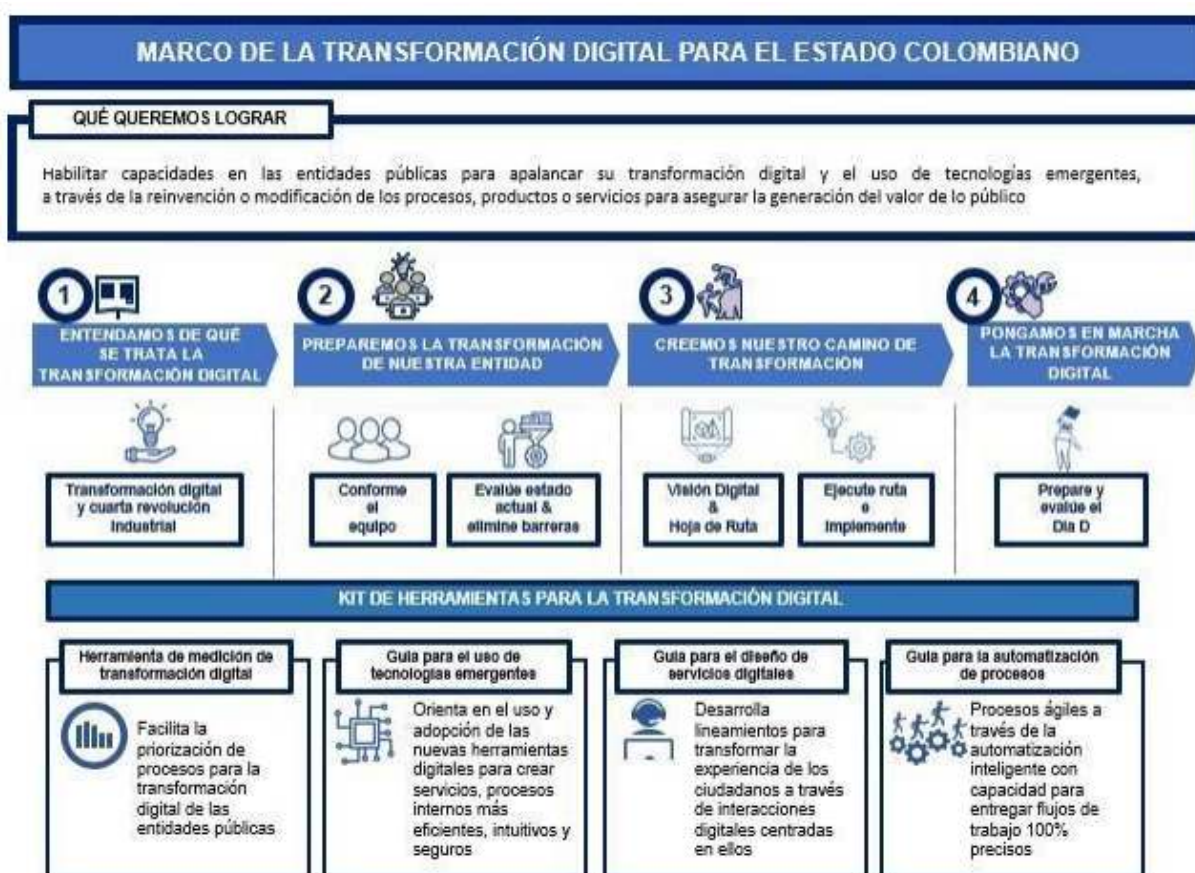 MARCO DE LA TRANSFORMACIÓN DIGITAL PARA EL ESTADO COLOMBIANO
QUÉ QUEREMOS LOGRAR
Habilitar capacidades en las entidades públicas para apalancar su transformación digital y el uso de tecnologías emergentes,
a través de la reinvención o modificación de los procesos, productos o servicios para asegurar la generación del valor de lo público
1
ENTENDAMOS DE QUÉ
SE TRATA LA
TRANSFORMACIÓN DIGITAL
2
PREPAREMOS LA TRANSFORMACIÓN
DE NUESTRA ENTIDAD
3
CREEMOS NUESTRO CAMINO DE
TRANSFORMACIÓN
4
PONGAMOS EN MARCHA
LA TRANSFORMACIÓN
DIGITAL
Transformación digital
y cuarta revolución
industrial
Conforme
el
equipo
Evalúe estado
actual &
elimine barreras
Visión Digital
&
Hoja de Ruta
Ejecute ruta
e
Implemente
Prepare y
evalúe el
Día D
KIT DE HERRAMIENTAS PARA LA TRANSFORMACIÓN DIGITAL
Herramienta de medición de
transformación digital
Facilita la
priorización de
procesos para la
transformación
digital de las
entidades públicas
Guía para el uso de
tecnologías emergentes
Orienta en el uso y
adopción de las
nuevas herramientas
digitales para crear
servicios, procesos
internos más
eficientes, intuitivos y
seguros
Guía para el diseño de
servicios digitales
Desarrolla
lineamientos para
transformar la
experiencia de los
ciudadanos a través
de interacciones
digitales centradas
en ellos
Guía para la automatización
de procesos
Procesos ágiles a
través de la
automatización
inteligente con
capacidad para
entregar flujos de
trabajo 100%
precisos